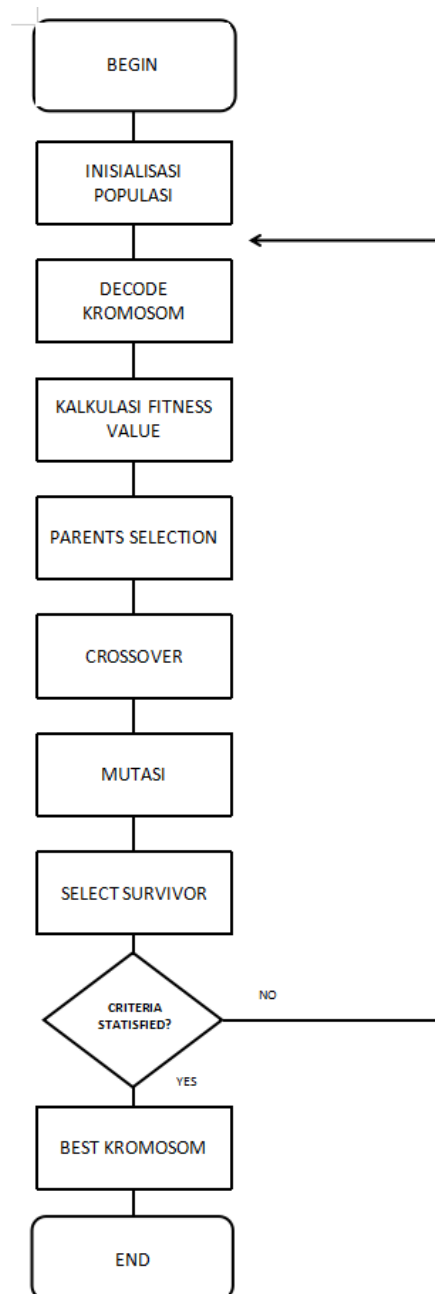 BEGIN
INISIALISASI
POPULASI
DECODE
KROMOSOM
KALKULASI FITNESS
VALUE
PARENTS SELECTION
CROSSOVER
MUTASI
SELECT SURVIVOR
CRITERIA
STATISFIED?
NO
YES
BEST KROMOSOM
END